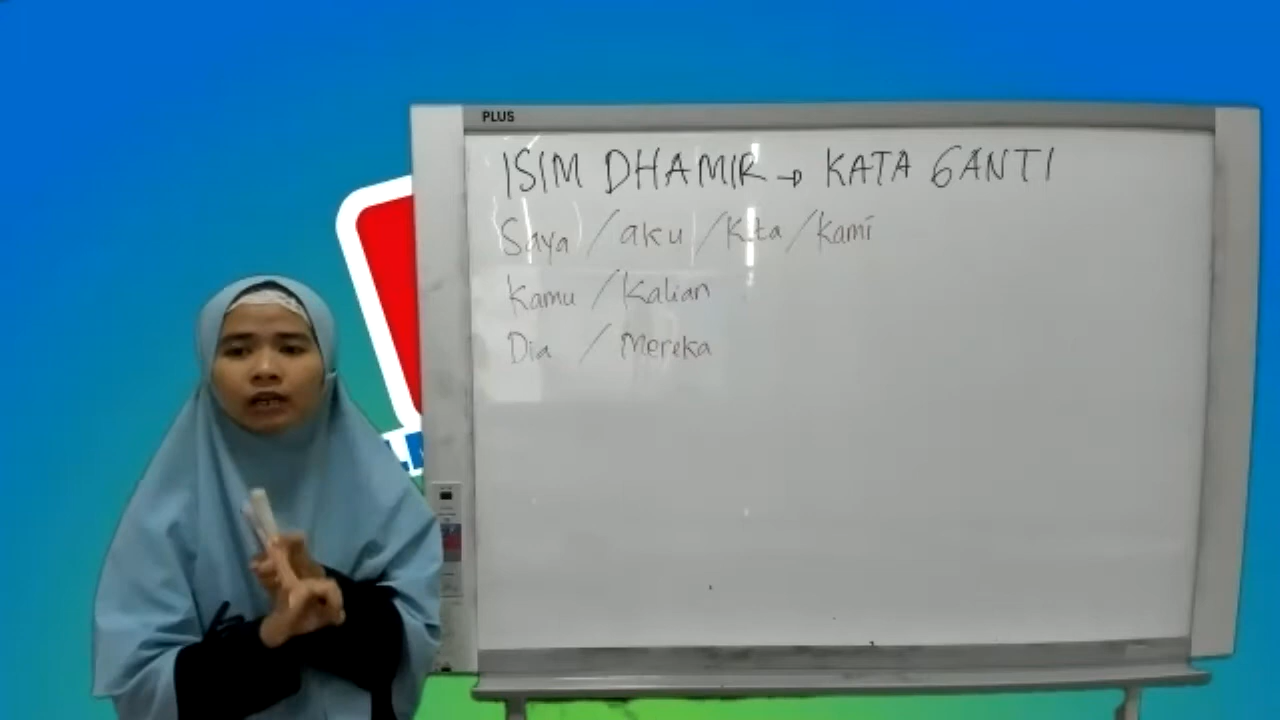 PLUS
ISIM DHAMIR → KATA GANTI
Saya / aku / Kita / Kami
Kamu / Kalian
Dia / Mereka